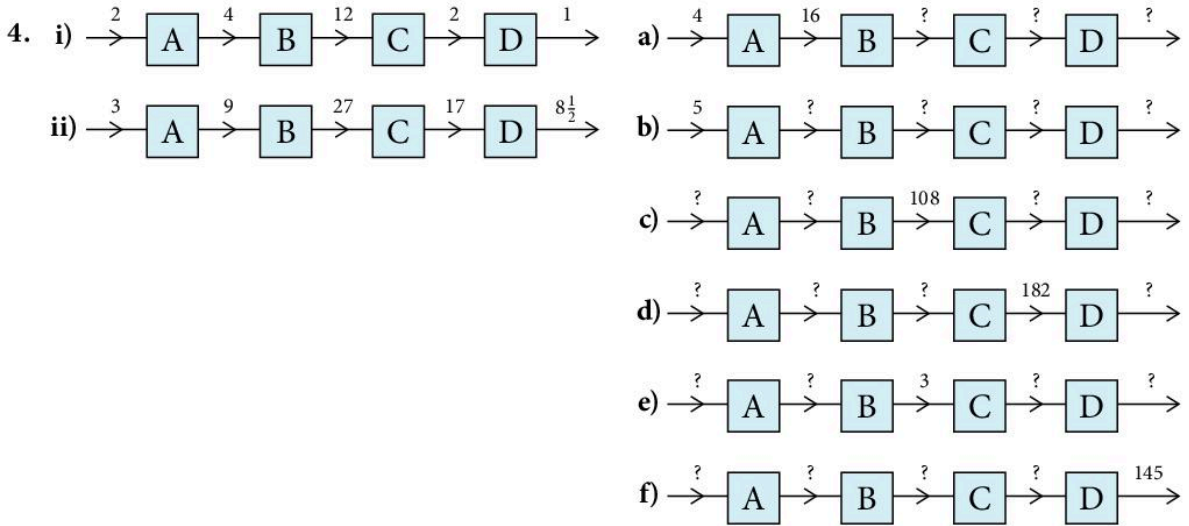 4. i) 2 A 4 B 12 C 2 D 1
ii) 3 A 9 B 27 C 17 D 8½
a) 4 A 16 B ? C ? D ?
b) 5 A ? B ? C ? D ?
c) ? A ? B 108 C ? D ?
d) ? A ? B ? C 182 D ?
e) ? A ? B 3 C ? D ?
f) ? A ? B ? C ? D 145